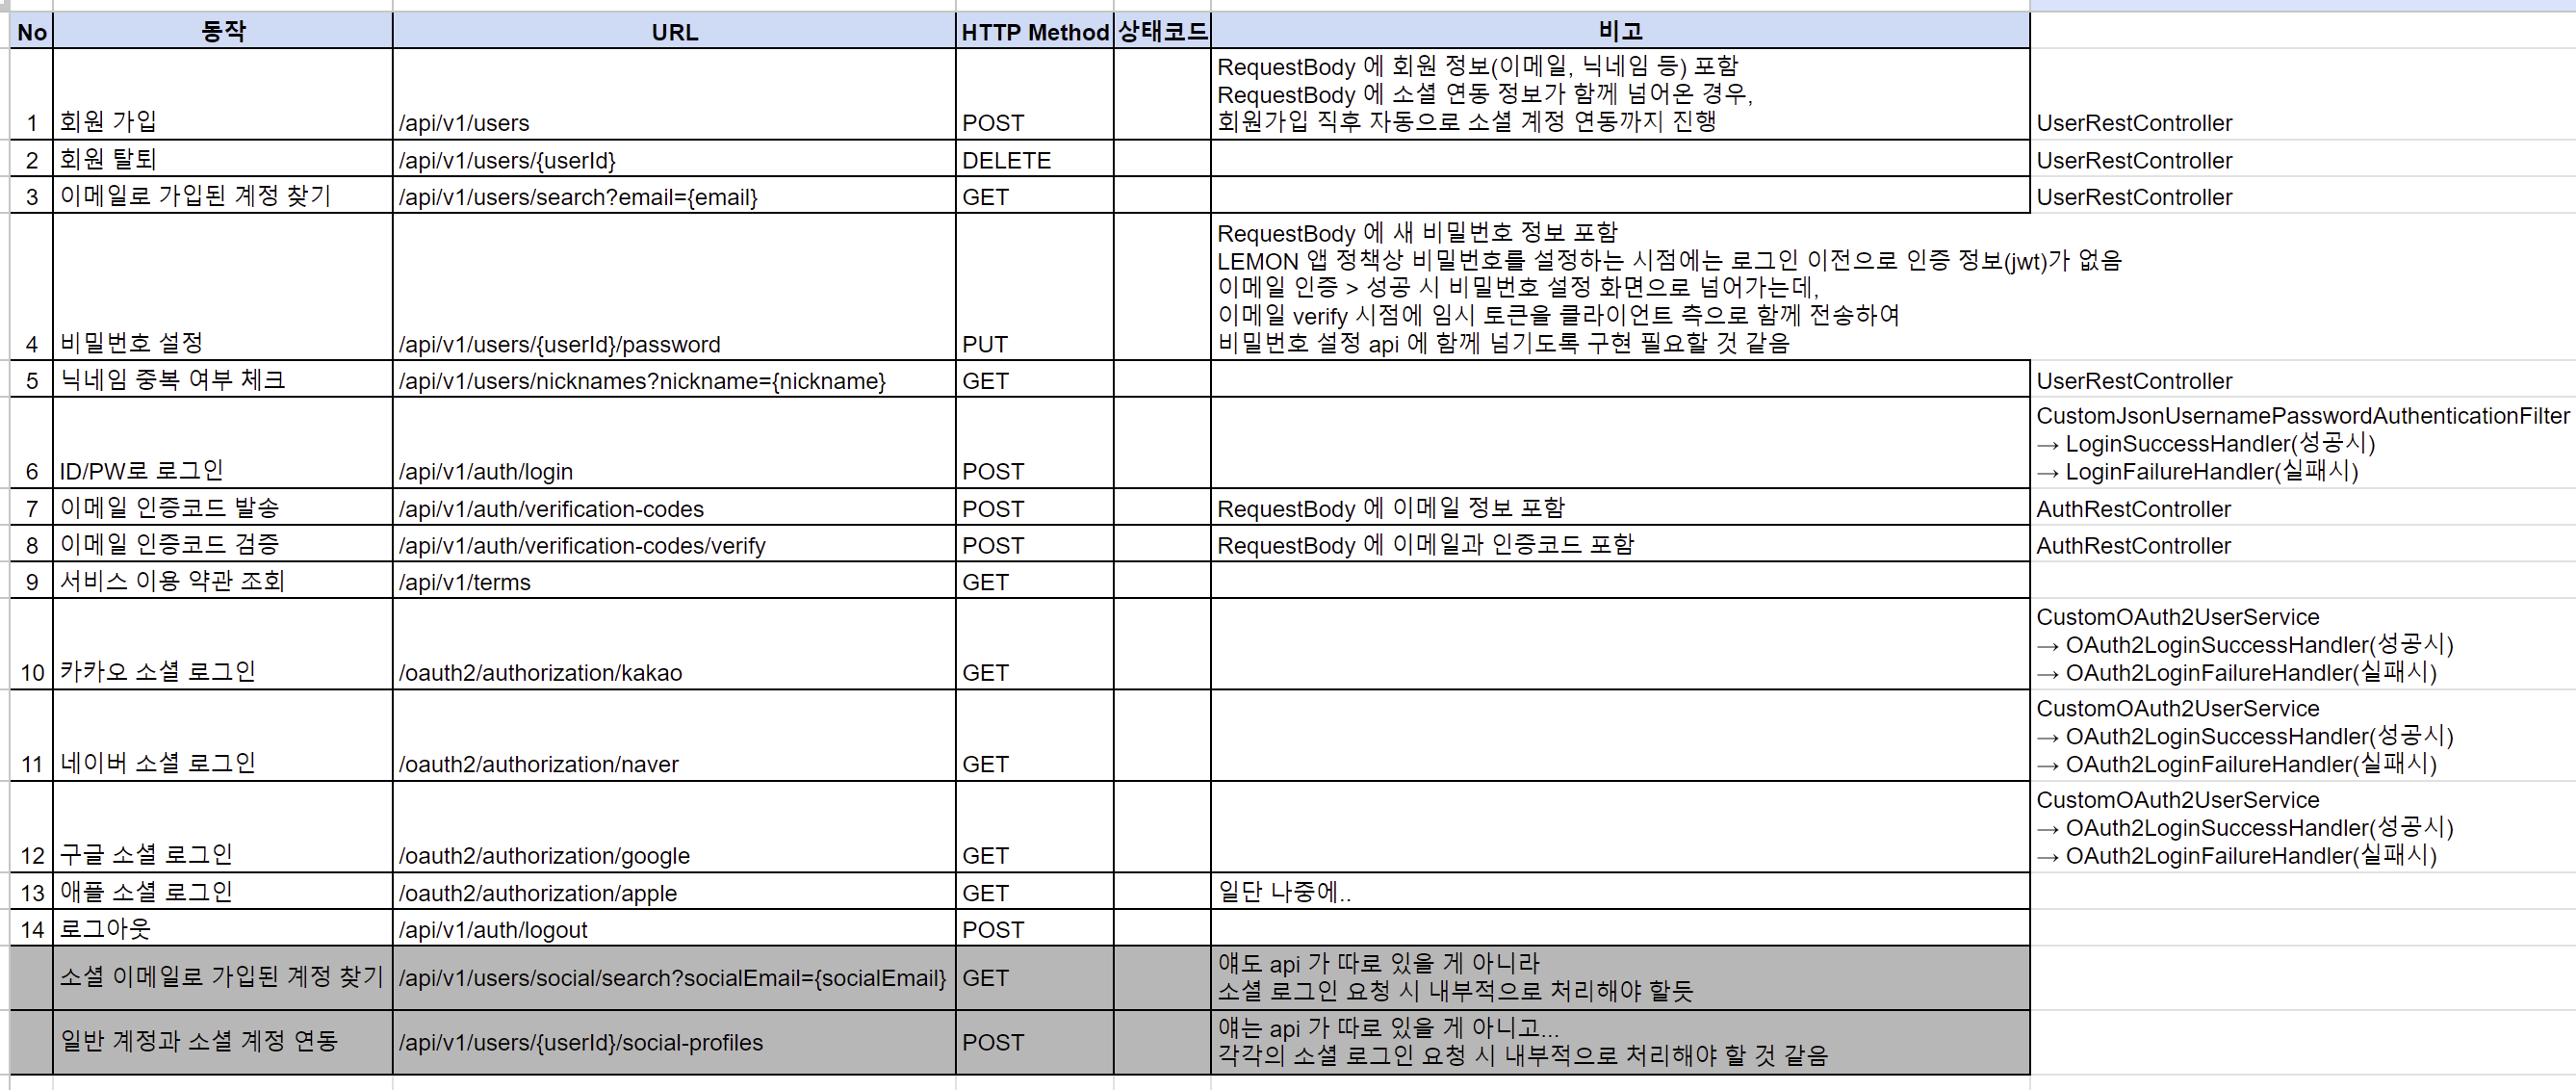 No 동작 URL HTTP Method 상태코드 비고
RequestBody 에 회원 정보(이메일, 닉네임 등) 포함
RequestBody 에 소셜 연동 정보가 함께 넘어온 경우,
1 회원 가입 /api/v1/users POST 회원가입 직후 자동으로 소셜 계정 연동까지 진행 UserRestController
2 회원 탈퇴 /api/v1/users/{userId} DELETE UserRestController
3 이메일로 가입된 계정 찾기 /api/v1/users/search?email={email} GET UserRestController
RequestBody 에 새 비밀번호 정보 포함
LEMON 앱 정책상 비밀번호를 설정하는 시점에는 로그인 이전으로 인증 정보(jwt)가 없음
이메일 인증 > 성공 시 비밀번호 설정 화면으로 넘어가는데,
이메일 verify 시점에 임시 토큰을 클라이언트 측으로 함께 전송하여
4 비밀번호 설정 /api/v1/users/{userId}/password PUT 비밀번호 설정 api 에 함께 넘기도록 구현 필요할 것 같음
5 닉네임 중복 여부 체크 /api/v1/users/nicknames?nickname={nickname} GET UserRestController
CustomJsonUsernamePasswordAuthenticationFilter
→ LoginSuccessHandler(성공시)
6 ID/PW로 로그인 /api/v1/auth/login POST → LoginFailureHandler(실패시)
7 이메일 인증코드 발송 /api/v1/auth/verification-codes POST RequestBody 에 이메일 정보 포함 AuthRestController
8 이메일 인증코드 검증 /api/v1/auth/verification-codes/verify POST RequestBody 에 이메일과 인증코드 포함 AuthRestController
9 서비스 이용 약관 조회 /api/v1/terms GET
CustomOAuth2UserService
→ OAuth2LoginSuccessHandler(성공시)
10 카카오 소셜 로그인 /oauth2/authorization/kakao GET → OAuth2LoginFailureHandler(실패시)
CustomOAuth2UserService
→ OAuth2LoginSuccessHandler(성공시)
11 네이버 소셜 로그인 /oauth2/authorization/naver GET → OAuth2LoginFailureHandler(실패시)
CustomOAuth2UserService
→ OAuth2LoginSuccessHandler(성공시)
12 구글 소셜 로그인 /oauth2/authorization/google GET → OAuth2LoginFailureHandler(실패시)
13 애플 소셜 로그인 /oauth2/authorization/apple GET 일단 나중에..
14 로그아웃 /api/v1/auth/logout POST
소셜 이메일로 가입된 계정 찾기 /api/v1/users/social/search?socialEmail={socialEmail} GET 얘도 api 가 따로 있을 게 아니라
소셜 로그인 요청 시 내부적으로 처리해야 할듯
일반 계정과 소셜 계정 연동 /api/v1/users/{userId}/social-profiles POST 얘는 api 가 따로 있을 게 아니고...
각각의 소셜 로그인 요청 시 내부적으로 처리해야 할 것 같음